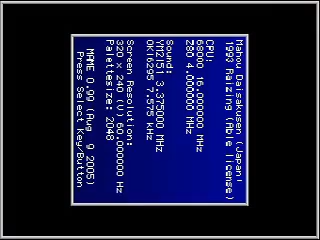 Mahou Daisakusen (Japan)
1993 Raizing (Able license)
CPU:
68000 16.000000 MHz
Z80 4.000000 MHz
Sound:
YM2151 3.375000 MHz
OKI6295 7.575 kHz
Screen Resolution:
320 x 240 (V) 60.000000 Hz
Palettesize: 2048
MAME 0.99 (Aug 9 2005)
Press Select Key/Button